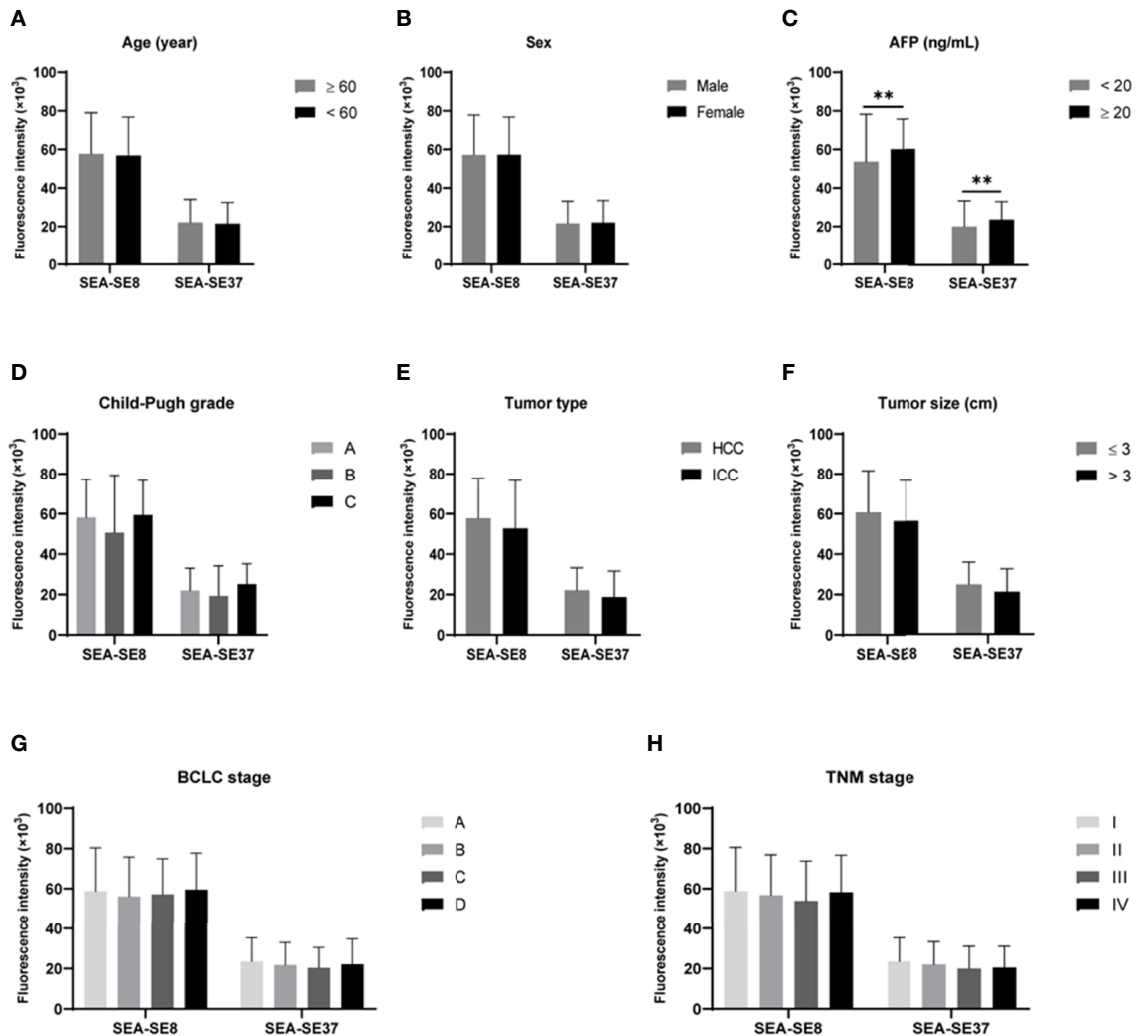 A
Age (year)
Fluorescence intensity (×10³)
100
80
60
40
20
0
SEA-SE8 SEA-SE37
≥ 60
< 60
B
Sex
Fluorescence intensity (×10³)
100
80
60
40
20
0
SEA-SE8 SEA-SE37
Male
Female
C
AFP (ng/mL)
Fluorescence intensity (×10³)
100
80
60
40
20
0
**
**
SEA-SE8 SEA-SE37
< 20
≥ 20
D
Child-Pugh grade
Fluorescence intensity (×10³)
100
80
60
40
20
0
SEA-SE8 SEA-SE37
A
B
C
E
Tumor type
Fluorescence intensity (×10³)
100
80
60
40
20
0
SEA-SE8 SEA-SE37
HCC
ICC
F
Tumor size (cm)
Fluorescence intensity (×10³)
100
80
60
40
20
0
SEA-SE8 SEA-SE37
≤ 3
> 3
G
BCLC stage
Fluorescence intensity (×10³)
100
80
60
40
20
0
SEA-SE8 SEA-SE37
A
B
C
D
H
TNM stage
Fluorescence intensity (×10³)
100
80
60
40
20
0
SEA-SE8 SEA-SE37
I
II
III
IV